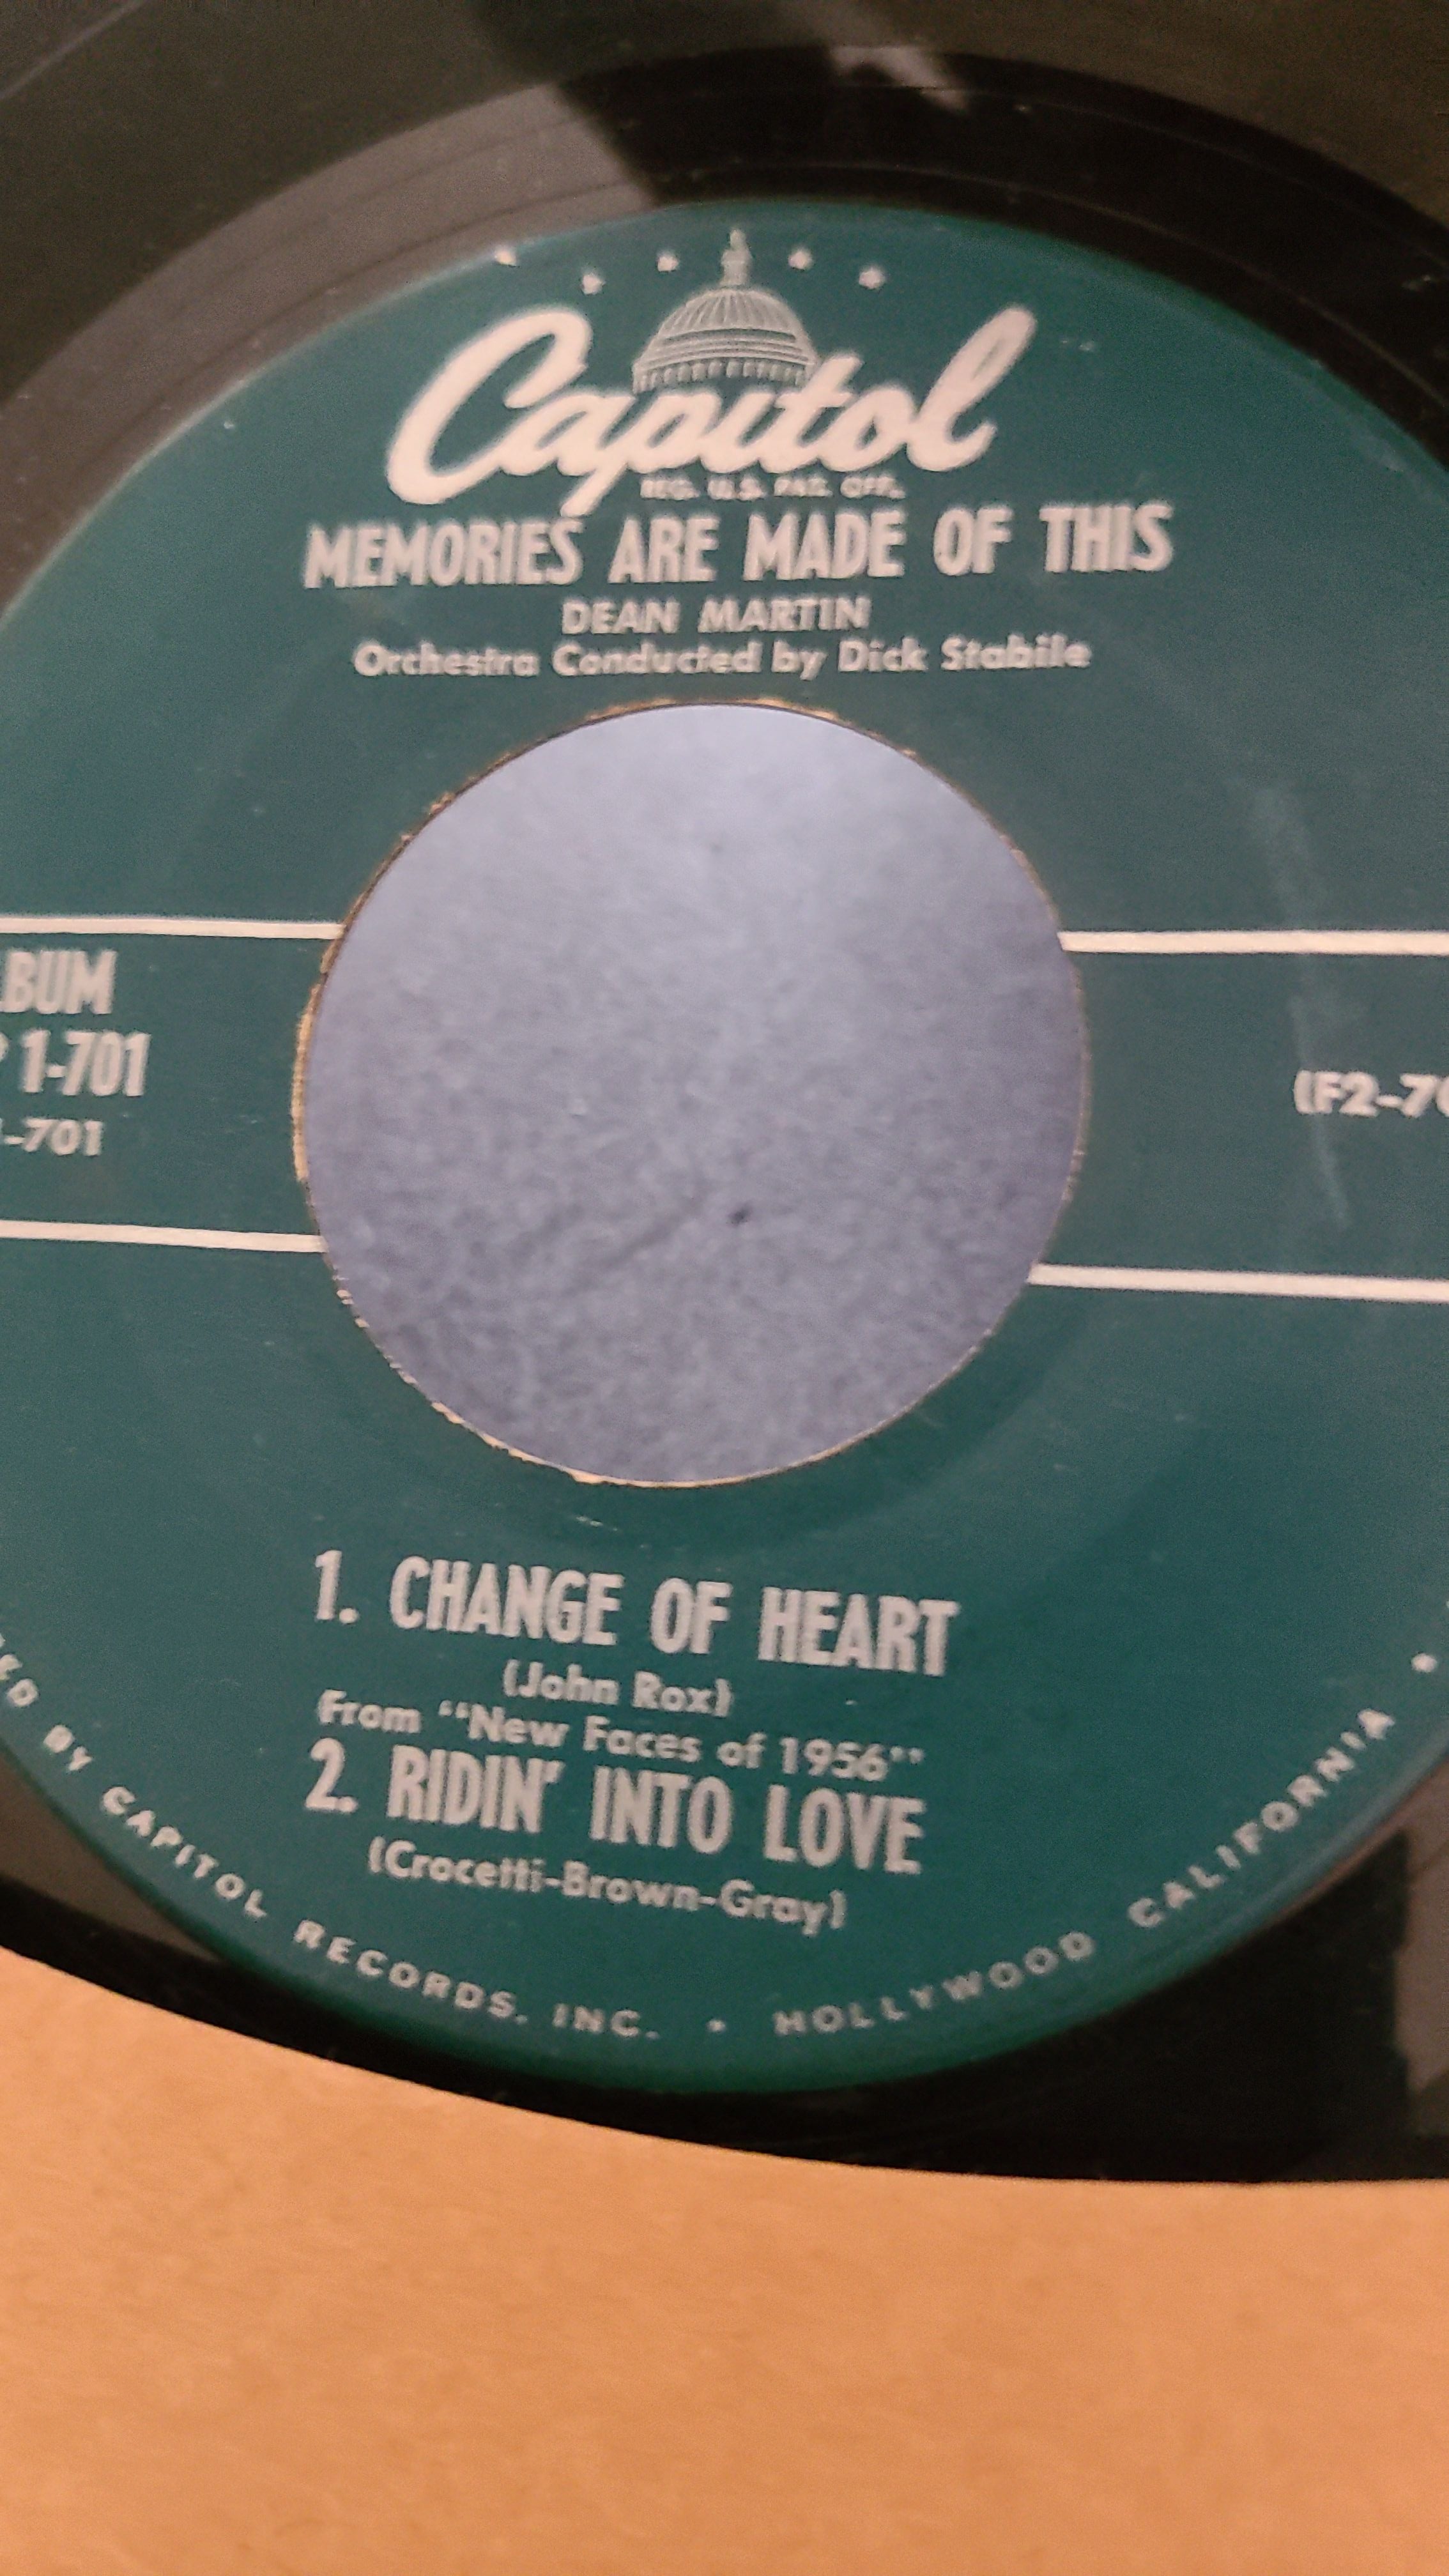 Capitol
REG. U.S. PAT. OFF.
MEMORIES ARE MADE OF THIS
DEAN MARTIN
Orchestra Conducted by Dick Stabile
BUM
1-701
-701
(F2-70
1. CHANGE OF HEART
(John Rox)
From "New Faces of 1956"
2. RIDIN' INTO LOVE
(Crocetti-Brown-Gray)
ED BY CAPITOL RECORDS, INC. • HOLLYWOOD CALIFORNIA •